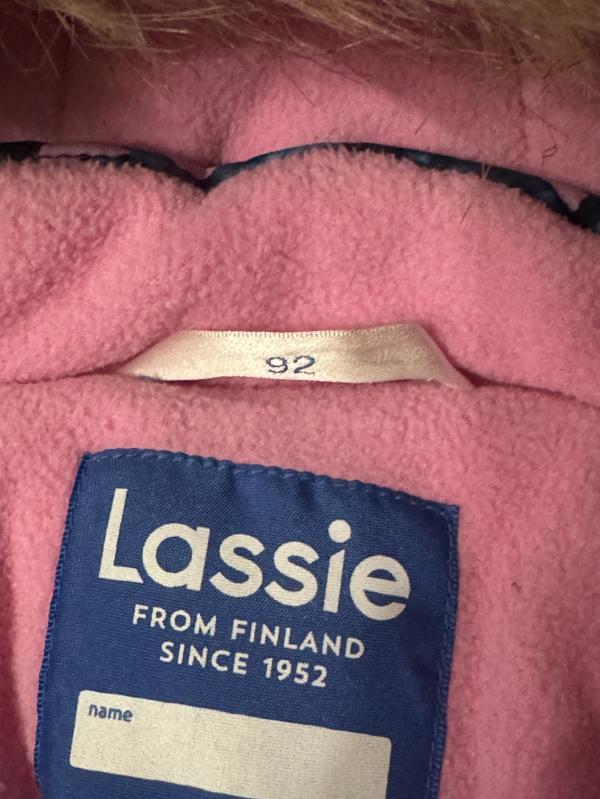 92
Lassie
FROM FINLAND
SINCE 1952
name